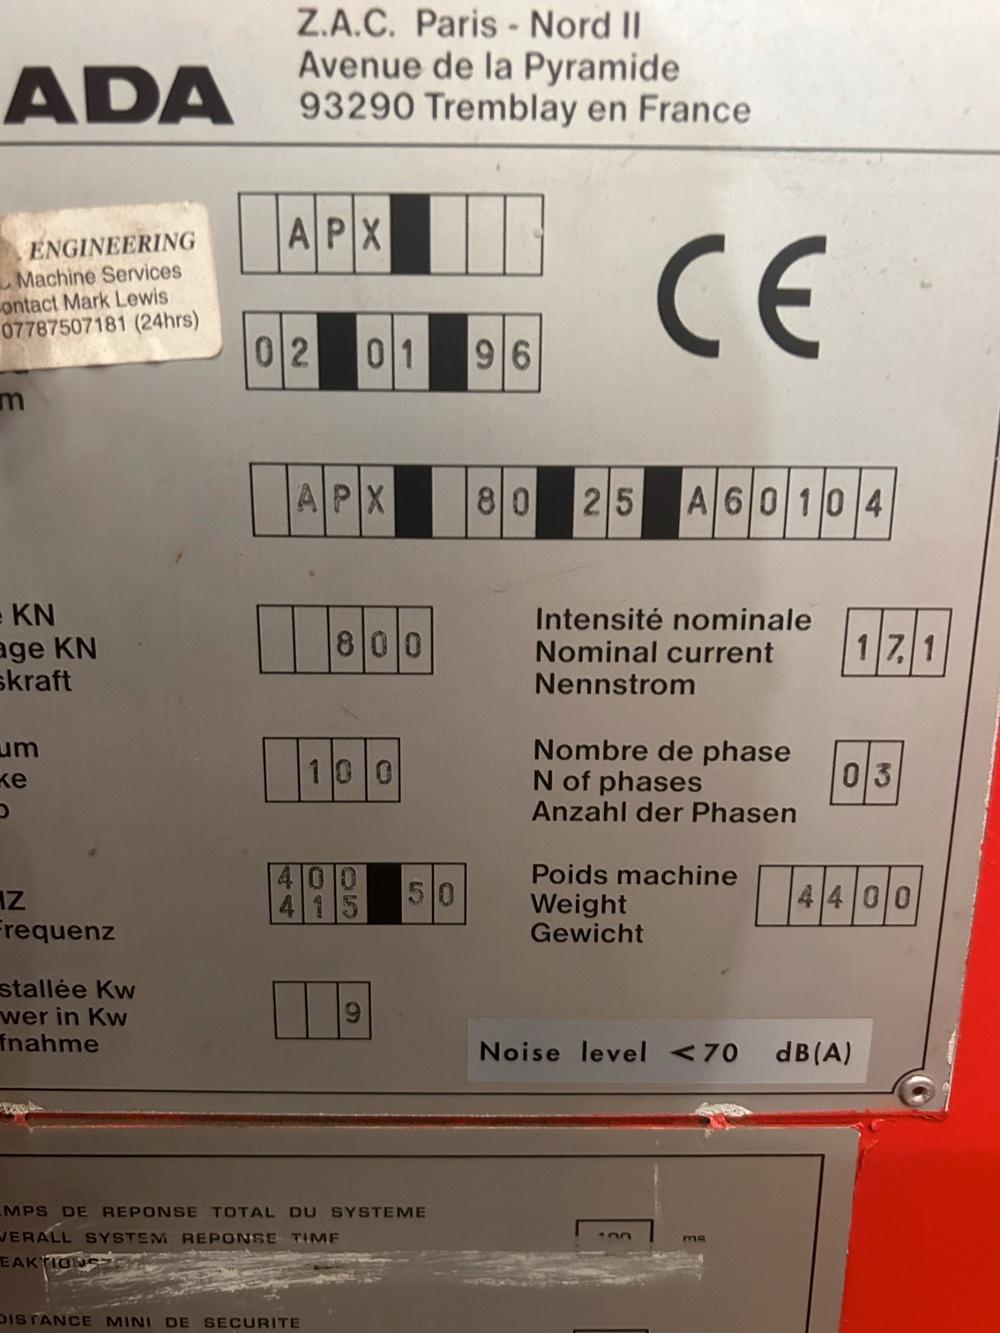 Z.A.C. Paris - Nord II
ADA
Avenue de la Pyramide
93290 Tremblay en France
APX
CE
ENGINEERING
Machine Services
ontact Mark Lewis
07787507181 (24hrs)
02 01 96
m
APX 80 25 A60104
KN
age KN
skraft
800
Intensité nominale
Nominal current
Nennstrom
17,1
um
ke
100
Nombre de phase
N of phases
Anzahl der Phasen
03
400
415
50
IZ
requenz
Poids machine
Weight
Gewicht
4400
stallée Kw
wer in Kw
fnahme
9
Noise level <70 dB(A)
MPS DE REPONSE TOTAL DU SYSTEME
VERALL SYSTEM REPONSE TIME
ms
DISTANCE MINI DE SECURITE